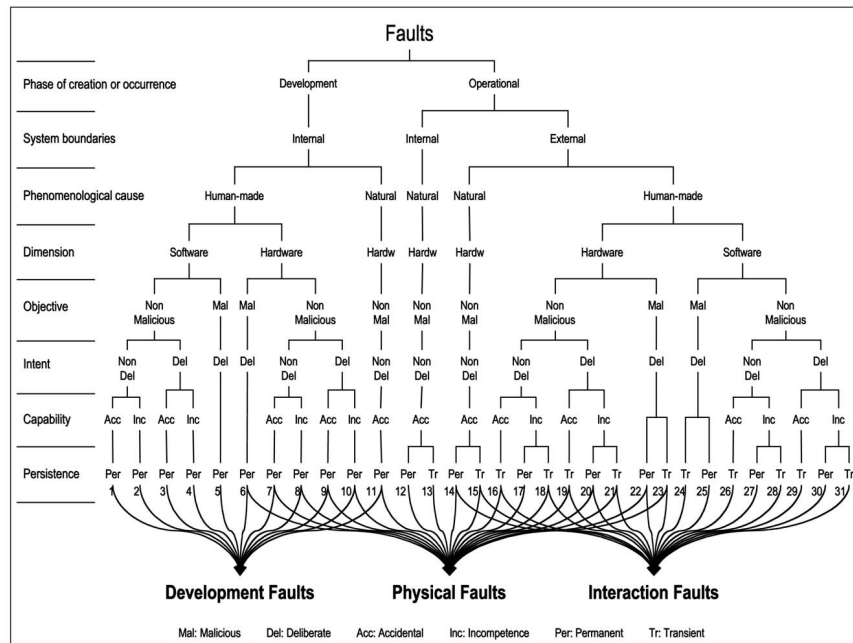 Faults
Phase of creation or occurrence Development Operational
System boundaries Internal Internal External
Phenomenological cause Human-made Natural Natural Natural Human-made
Dimension Software Hardware Hardw Hardw Hardw Hardware Software
Objective Non Mal Mal Non Non Non Non Non Mal Mal Non
Malicious Malicious Mal Mal Mal Malicious Malicious
Intent Non Del Del Del Non Del Non Non Non Non Del Del Del Non Del
Del Del Del Del Del Del Del
Capability Acc Inc Acc Inc Acc Inc Acc Inc Acc Acc Acc Acc Inc Acc Inc Acc Inc Acc Inc
Persistence Per Per Per Per Per Per Per Per Per Per Per Per Tr Per Tr Tr Per Tr Tr Per Tr Per Tr Tr Per Tr Per Tr Tr Per Tr
1 2 3 4 5 6 7 8 9 10 11 12 13 14 15 16 17 18 19 20 21 22 23 24 25 26 27 28 29 30 31
Development Faults Physical Faults Interaction Faults
Mal: Malicious Del: Deliberate Acc: Accidental Inc: Incompetence Per: Permanent Tr: Transient